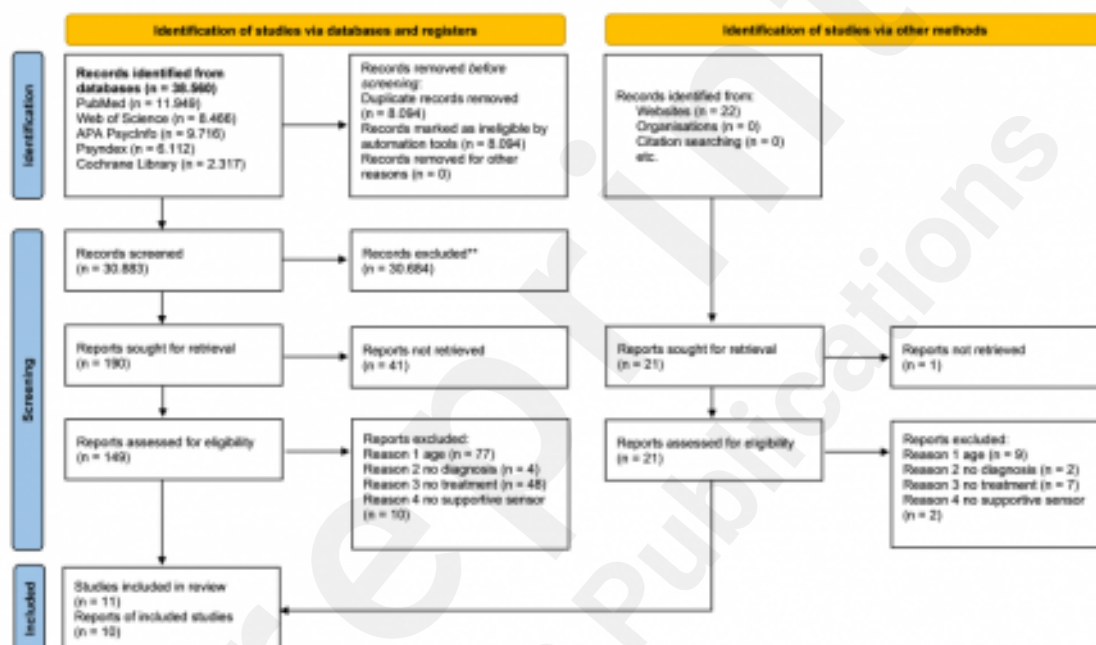 Identification of studies via databases and registers
Identification of studies via other methods
Identification
Records identified from
databases (n = 38.560)
PubMed (n = 11.949)
Web of Science (n = 8.466)
APA PsycInfo (n = 9.716)
Psyndex (n = 6.112)
Cochrane Library (n = 2.317)
Records removed before
screening:
Duplicate records removed
(n = 8.094)
Records marked as ineligible by
automation tools (n = 8.094)
Records removed for other
reasons (n = 0)
Records identified from:
Websites (n = 22)
Organisations (n = 0)
Citation searching (n = 0)
etc.
Screening
Records screened
(n = 30.883)
Records excluded**
(n = 30.684)
Reports sought for retrieval
(n = 190)
Reports not retrieved
(n = 41)
Reports sought for retrieval
(n = 21)
Reports not retrieved
(n = 1)
Reports assessed for eligibility
(n = 149)
Reports excluded:
Reason 1 age (n = 77)
Reason 2 no diagnosis (n = 4)
Reason 3 no treatment (n = 48)
Reason 4 no supportive sensor
(n = 10)
Reports assessed for eligibility
(n = 21)
Reports excluded:
Reason 1 age (n = 9)
Reason 2 no diagnosis (n = 2)
Reason 3 no treatment (n = 7)
Reason 4 no supportive sensor
(n = 2)
Included
Studies included in review
(n = 11)
Reports of included studies
(n = 10)
eprint
Publications